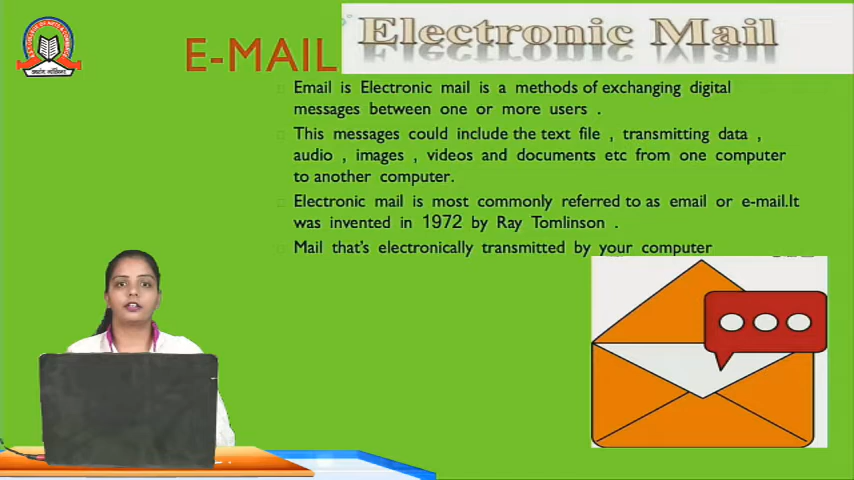 E-MAIL
Electronic Mail
Email is Electronic mail is a methods of exchanging digital
messages between one or more users .
This messages could include the text file , transmitting data ,
audio , images , videos and documents etc from one computer
to another computer.
Electronic mail is most commonly referred to as email or e-mail.It
was invented in 1972 by Ray Tomlinson .
Mail that's electronically transmitted by your computer